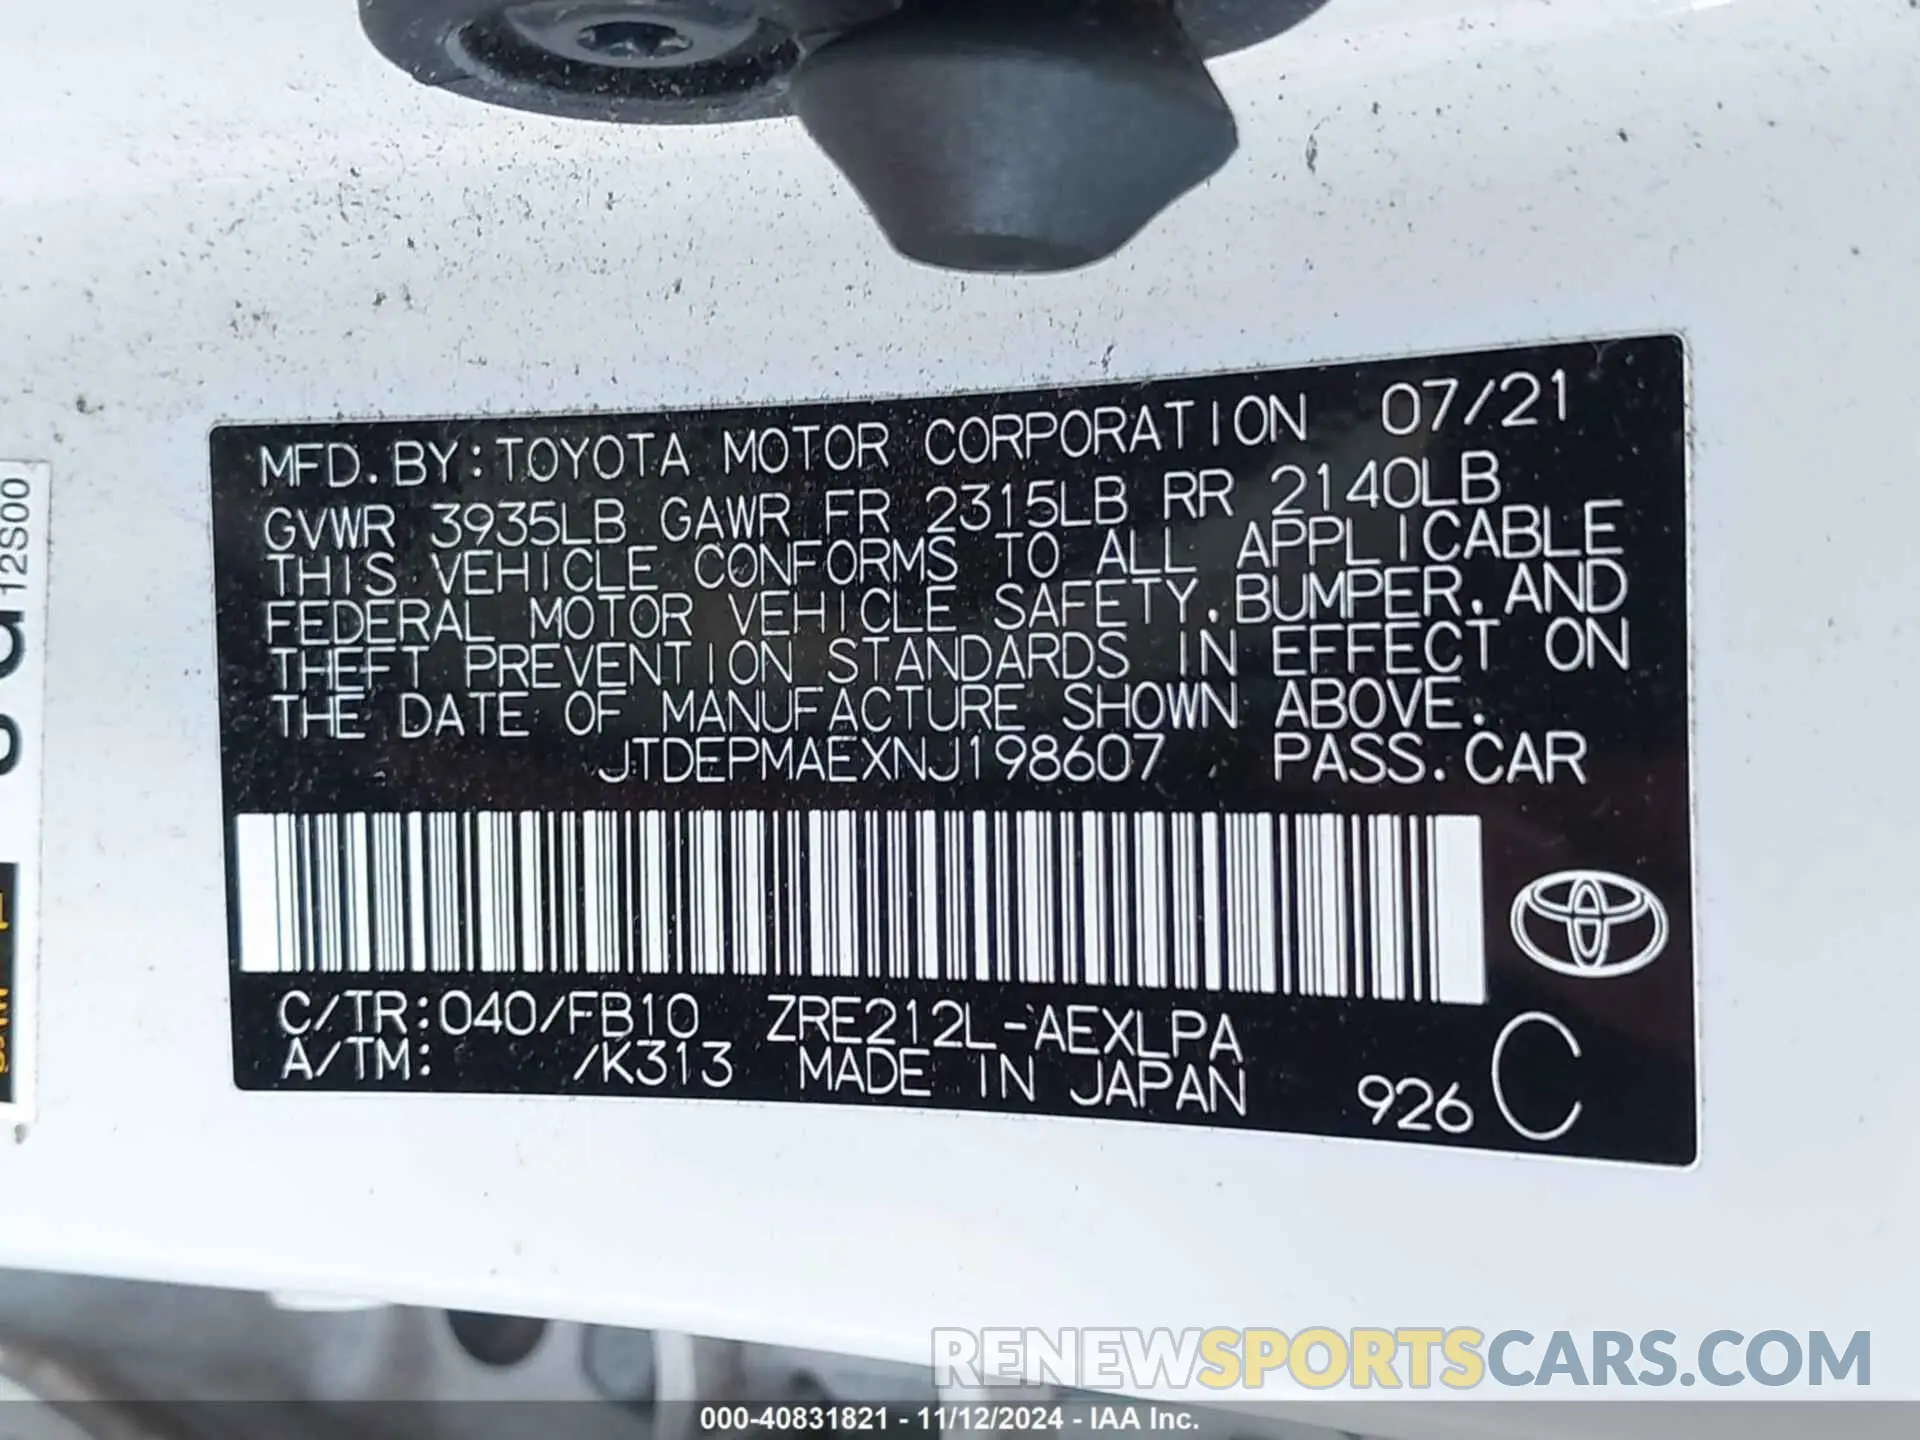 MFD. BY: TOYOTA MOTOR CORPORATION 07/21
GVWR 3935LB GAWR FR 2315LB RR 2140LB
THIS VEHICLE CONFORMS TO ALL APPLICABLE
FEDERAL MOTOR VEHICLE SAFETY, BUMPER, AND
THEFT PREVENTION STANDARDS IN EFFECT ON
THE DATE OF MANUFACTURE SHOWN ABOVE.
JTDEPMAEXNJ198607, PASS. CAR
C/TR: 040/FB10 ZRE212L-AEXLPA
A/TM: /K313 MADE IN JAPAN 926 C
12S00
RENEWSPORTSCARS.COM
000-40831821 - 11/12/2024 - IAA Inc.